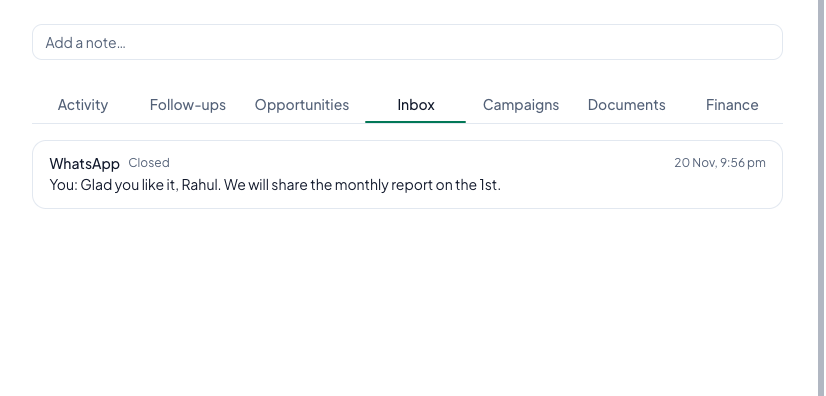 Add a note...
Activity Follow-ups Opportunities Inbox Campaigns Documents Finance
WhatsApp Closed 20 Nov, 9:56 pm
You: Glad you like it, Rahul. We will share the monthly report on the 1st.